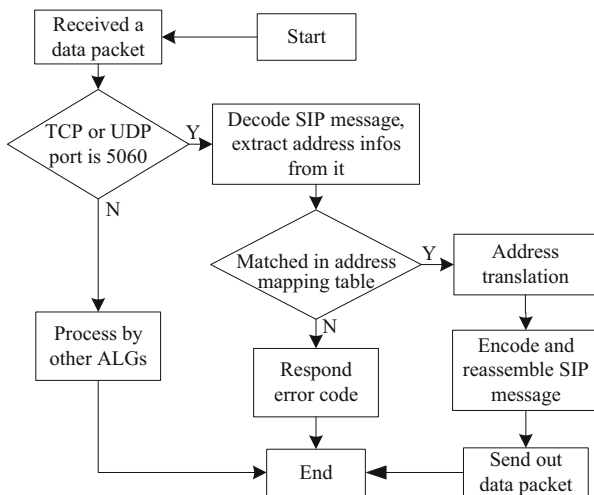 Received a
data packet
Start
TCP or UDP
port is 5060
Y
N
Decode SIP message,
extract address infos
from it
Matched in address
mapping table
Y
N
Address
translation
Process by
other ALGs
Respond
error code
Encode and
reassemble SIP
message
End
Send out
data packet